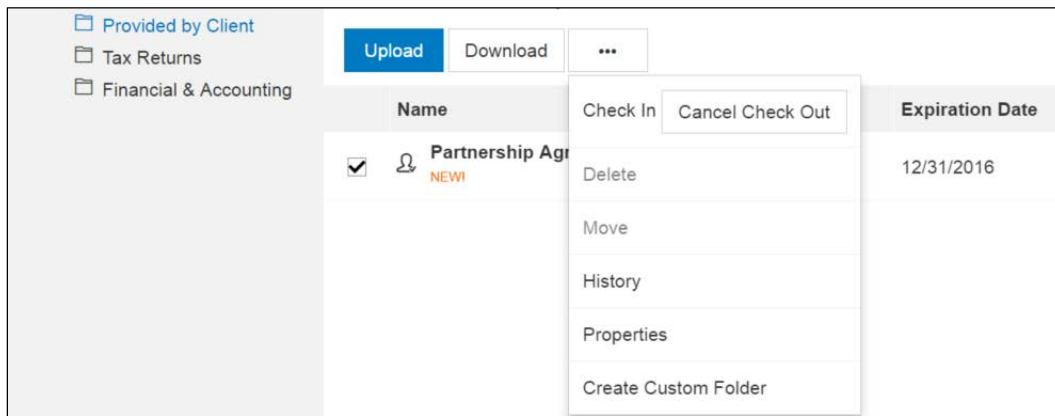 Provided by Client
Tax Returns
Financial & Accounting
Upload
Download
•••
Name
Expiration Date
Partnership Agr
NEW!
12/31/2016
Check In
Cancel Check Out
Delete
Move
History
Properties
Create Custom Folder